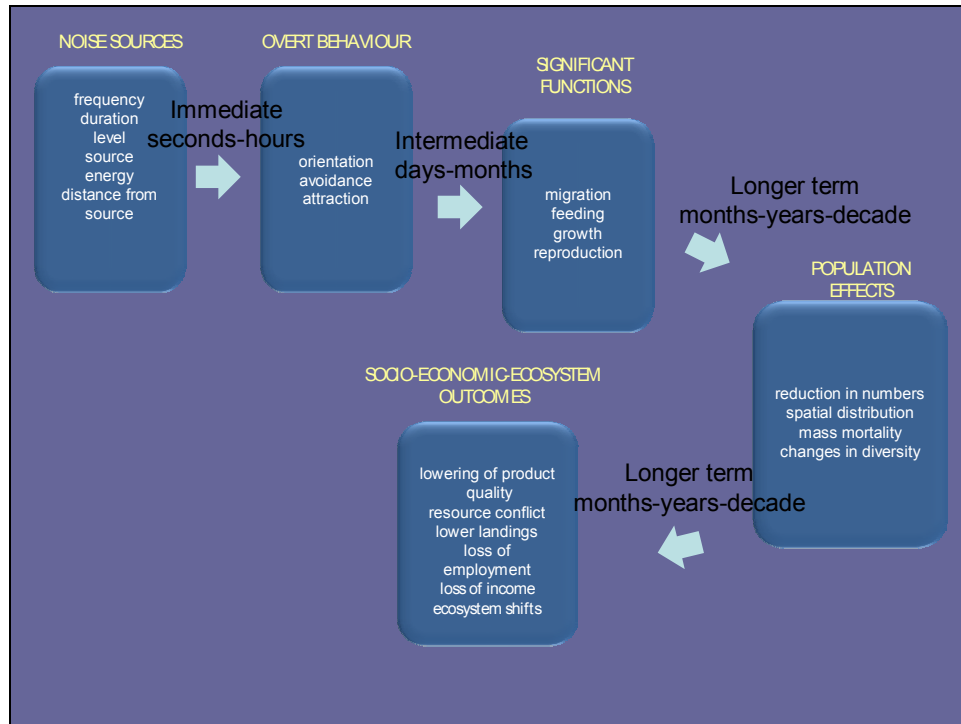 NOISE SOURCES
frequency
duration
level
source
energy
distance from
source
Immediate
seconds-hours
OVERT BEHAVIOUR
orientation
avoidance
attraction
Intermediate
days-months
SIGNIFICANT
FUNCTIONS
migration
feeding
growth
reproduction
Longer term
months-years-decade
POPULATION
EFFECTS
reduction in numbers
spatial distribution
mass mortality
changes in diversity
Longer term
months-years-decade
SOCIO-ECONOMIC-ECOSYSTEM
OUTCOMES
lowering of product
quality
resource conflict
lower landings
loss of
employment
loss of income
ecosystem shifts